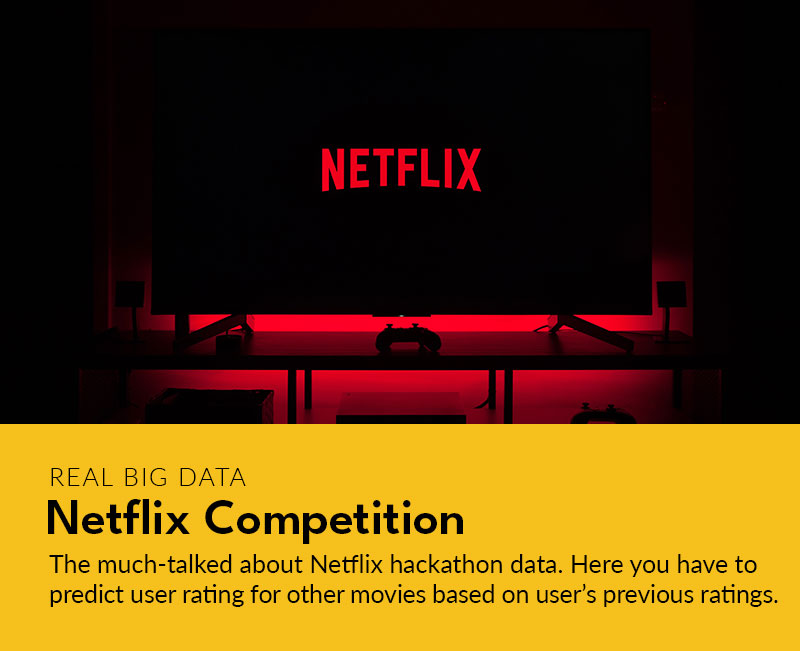 NETFLIX
REAL BIG DATA
Netflix Competition
The much-talked about Netflix hackathon data. Here you have to
predict user rating for other movies based on user’s previous ratings.